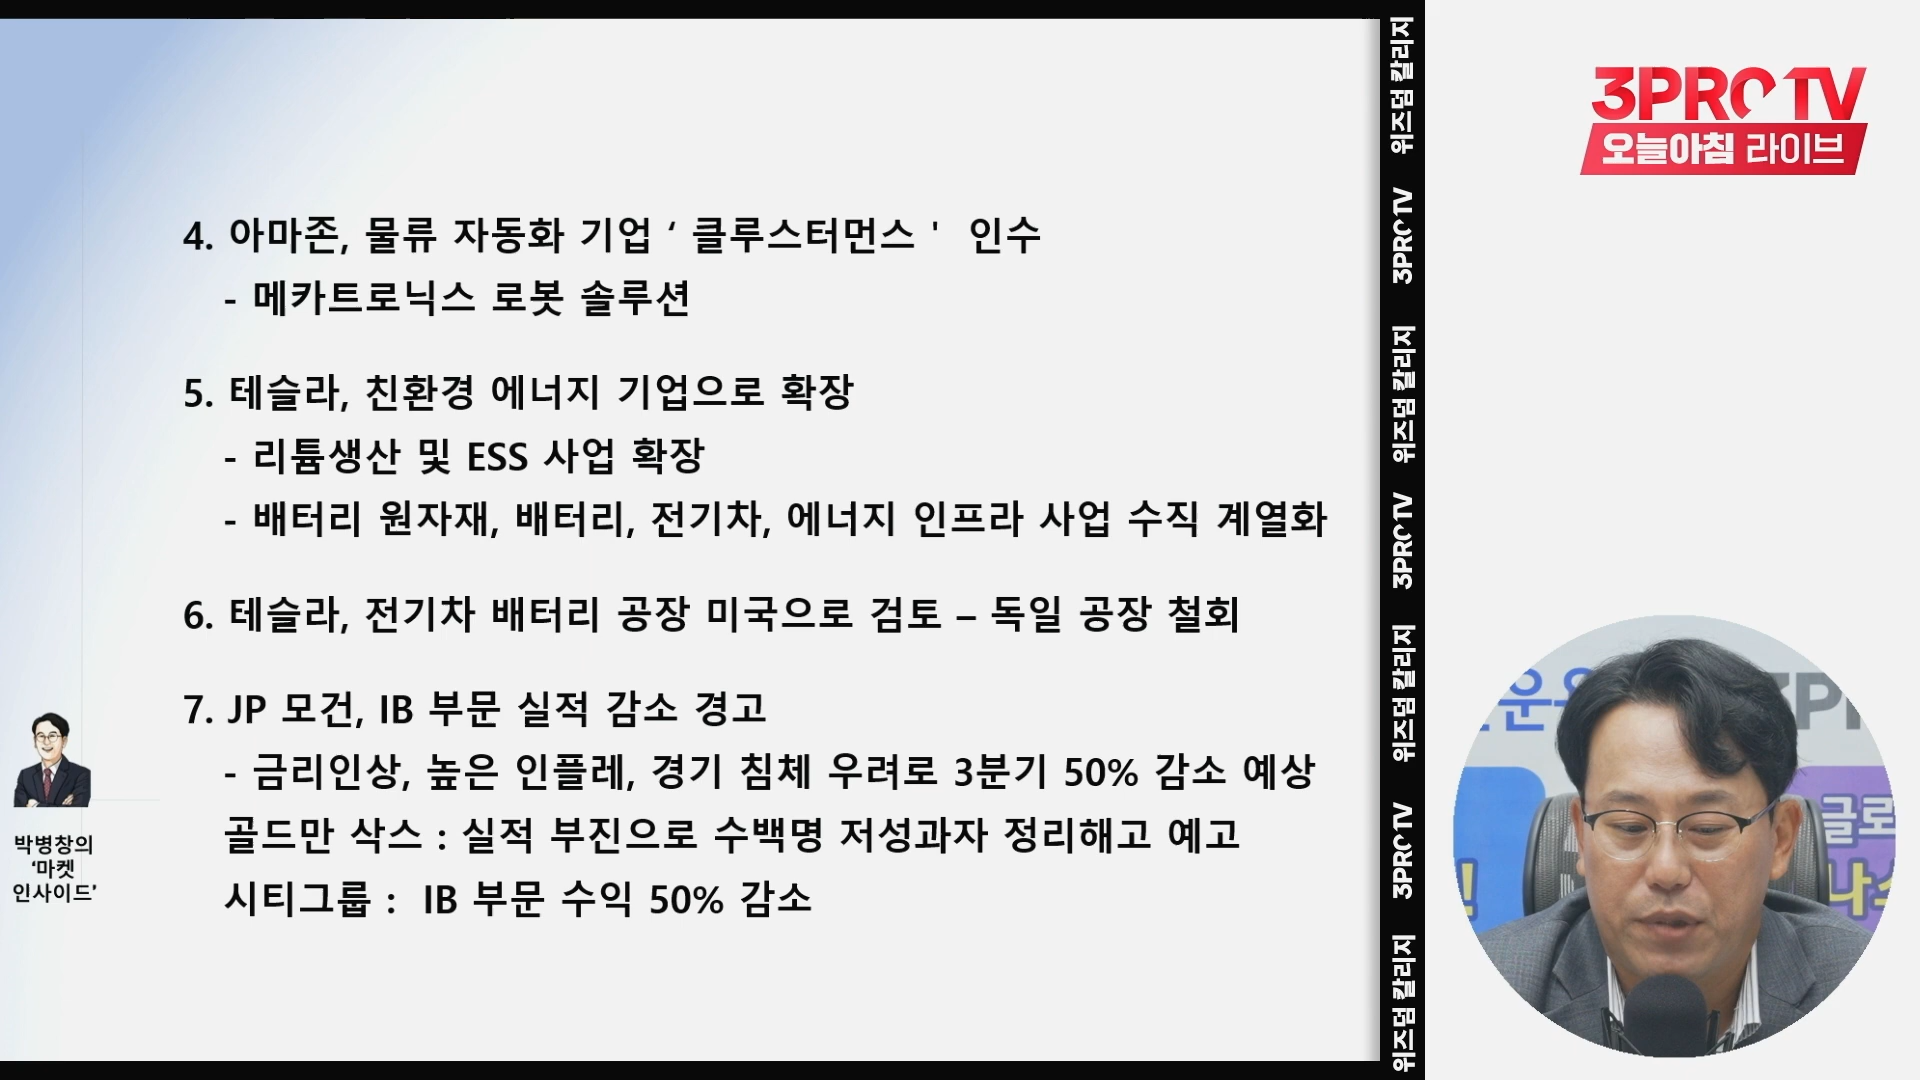 4. 아마존, 물류 자동화 기업 ‘ 클루스터먼스 ' 인수
- 메카트로닉스 로봇 솔루션
5. 테슬라, 친환경 에너지 기업으로 확장
- 리튬생산 및 ESS 사업 확장
- 배터리 원자재, 배터리, 전기차, 에너지 인프라 사업 수직 계열화
6. 테슬라, 전기차 배터리 공장 미국으로 검토 – 독일 공장 철회
7. JP 모건, IB 부문 실적 감소 경고
- 금리인상, 높은 인플레, 경기 침체 우려로 3분기 50% 감소 예상
골드만 삭스 : 실적 부진으로 수백명 저성과자 정리해고 예고
시티그룹 : IB 부문 수익 50% 감소
박병창의
‘마켓
인사이드’
위즈덤 칼리지
3PRO TV
위즈덤 칼리지
3PRO TV
위즈덤 칼리지
3PRO TV
위즈덤 칼리지
3PRO TV
오늘아침 라이브
3P
글로
나